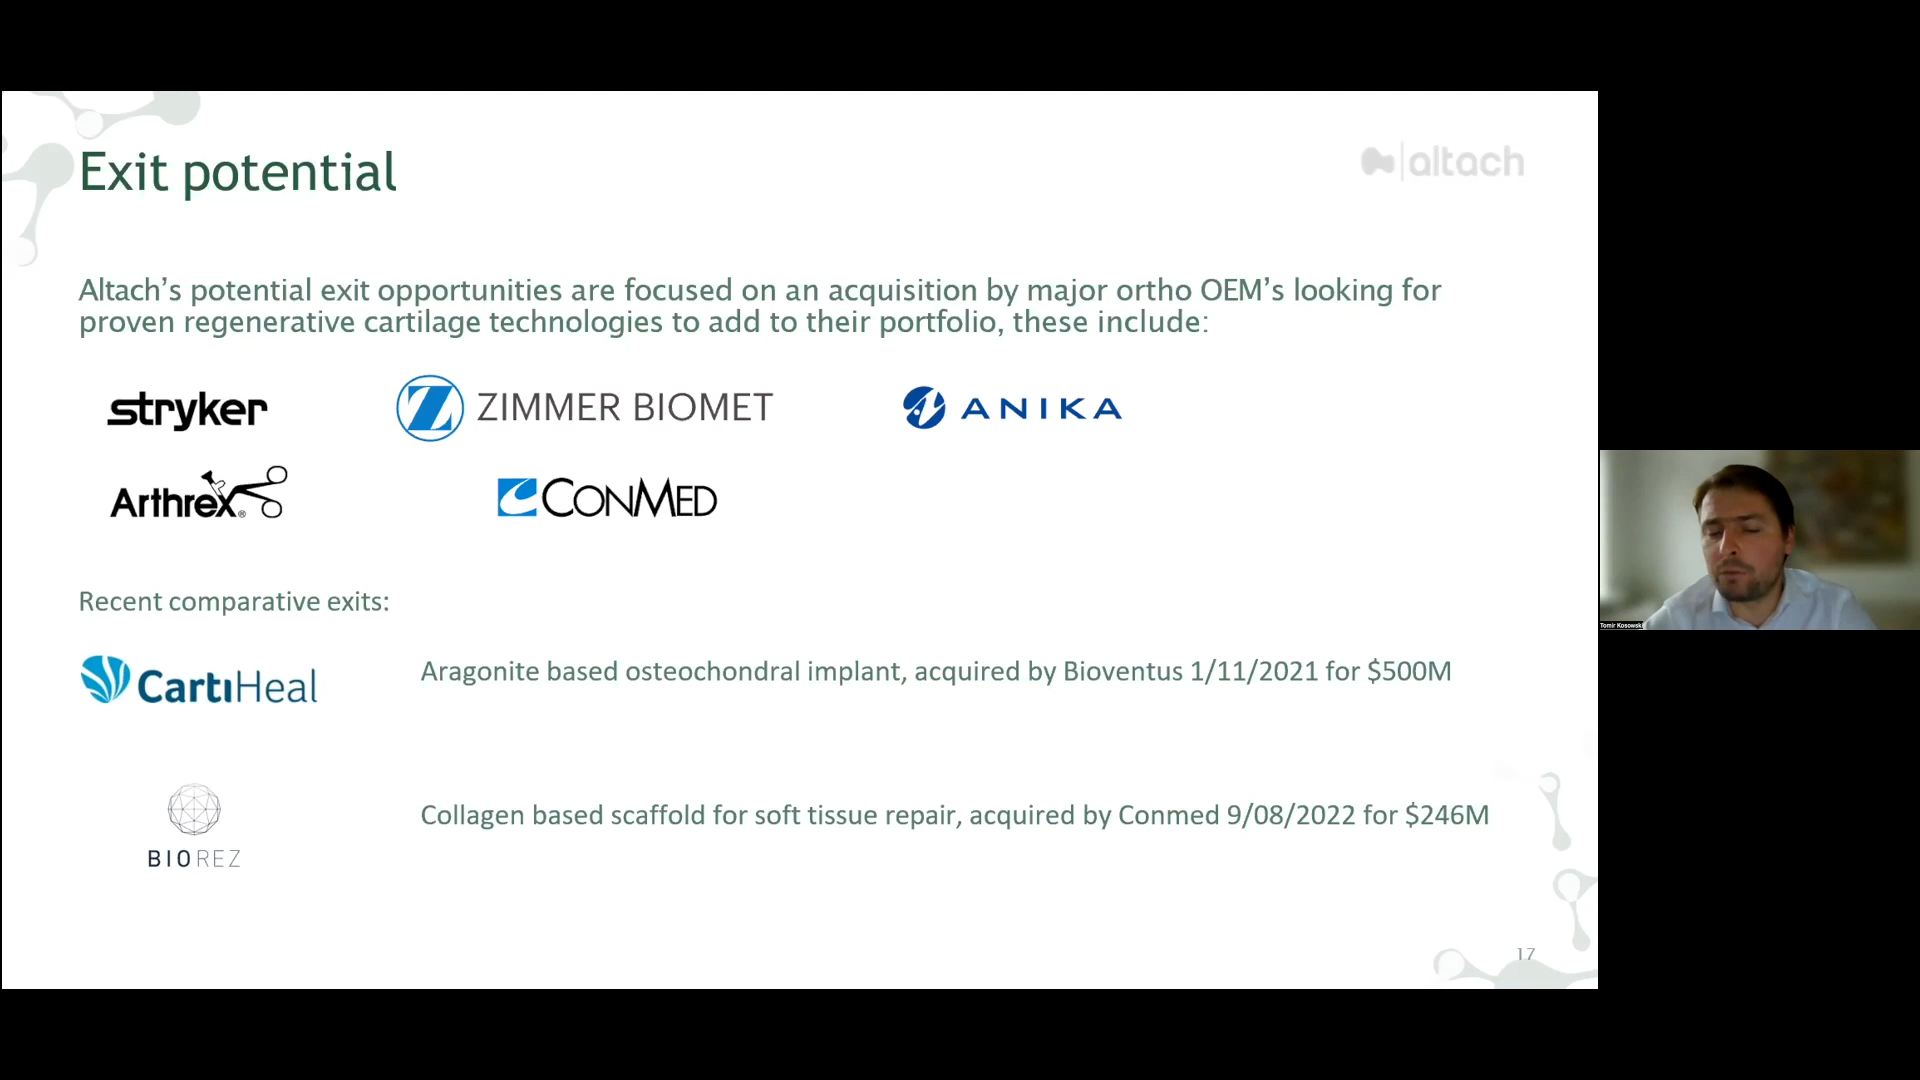 Exit potential
altach
Altach’s potential exit opportunities are focused on an acquisition by major ortho OEM’s looking for
proven regenerative cartilage technologies to add to their portfolio, these include:
stryker
ZIMMER BIOMET
ANIKA
Arthrex®
CONMED
Recent comparative exits:
CartiHeal
Aragonite based osteochondral implant, acquired by Bioventus 1/11/2021 for $500M
BIOREZ
Collagen based scaffold for soft tissue repair, acquired by Conmed 9/08/2022 for $246M
17
Tomir Kosowski